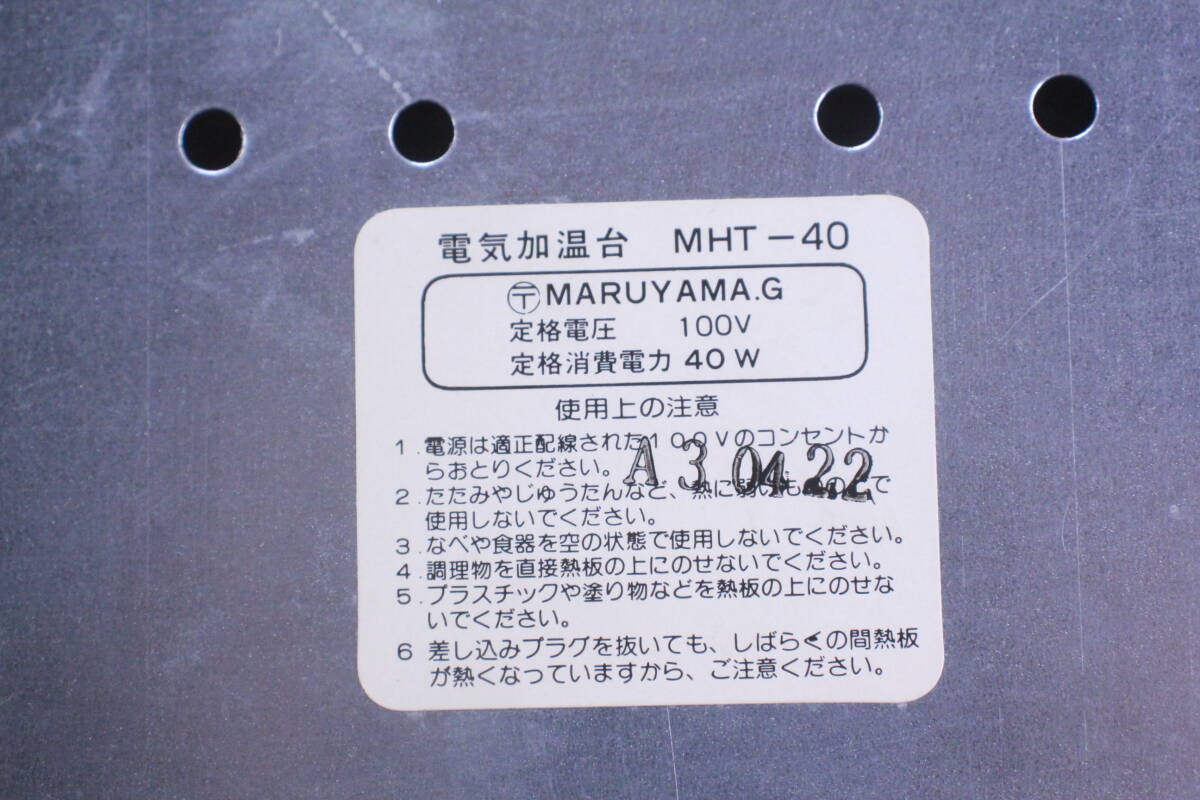 電気加温台 MHT-40
〒MARUYAMA.G
定格電圧 100V
定格消費電力 40W
使用上の注意
1.電源は適正配線された100Vのコンセントか
らおとりください。
A3 04 22
2.たたみやじゅうたんなど、熱に弱いもので
使用しないでください。
3.なべや食器を空の状態で使用しないでください。
4.調理物を直接熱板の上にのせないでください。
5.プラスチックや塗り物などを熱板の上にのせな
いでください。
6 差し込みプラグを抜いても、しばらくの間熱板
が熱くなっていますから、ご注意ください。